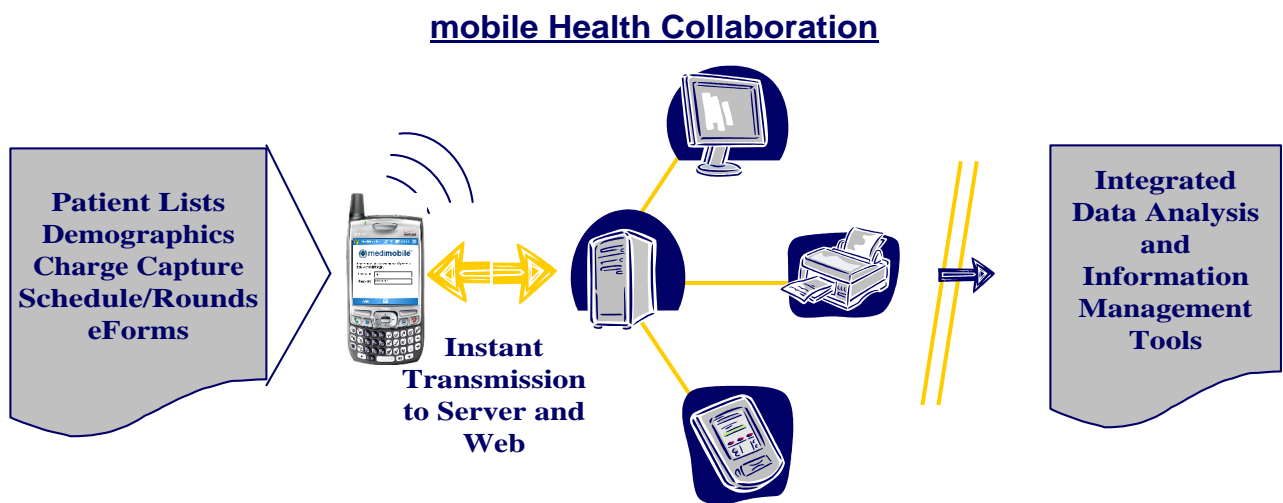 mobile Health Collaboration
Patient Lists
Demographics
Charge Capture
Schedule/Rounds
eForms
medimobile
Instant
Transmission
to Server and
Web
Integrated
Data Analysis
and
Information
Management
Tools